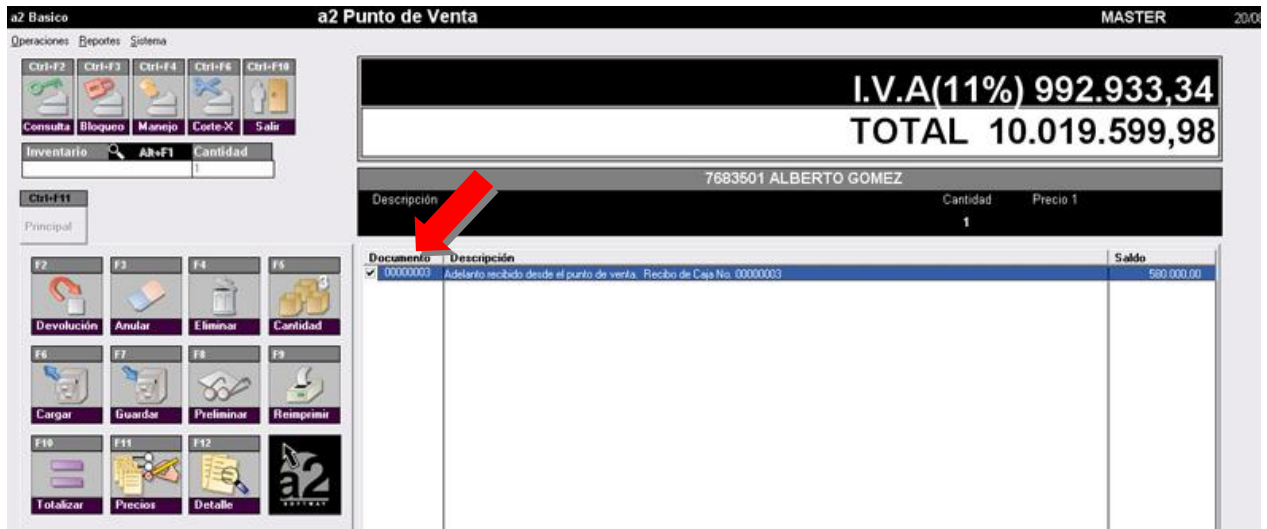 a2 Basico a2 Punto de Venta MASTER 20/08
Operaciones Reportes Sistema
Ctrl+F2 Ctrl+F3 Ctrl+F4 Ctrl+F6 Ctrl+F10
Consulta Bloqueo Manejo Corte-X Salir
I.V.A(11%) 992.933,34
TOTAL 10.019.599,98
Inventario Alt+F1 Cantidad
1
7683501 ALBERTO GOMEZ
Ctrl+F11
Principal
Descripción Cantidad Precio 1
1
Documento Descripción Saldo
00000003 Adelanto recibido desde el punto de venta. Recibo de Caja No. 00000003 580.000,00
F2 F3 F4 F5
3
Devolución Anular Eliminar Cantidad
F6 F7 F8 F9
Cargar Guardar Preliminar Reimprimir
F10 F11 F12
Totalizar Precios Detalle
a2
SOFTWAY